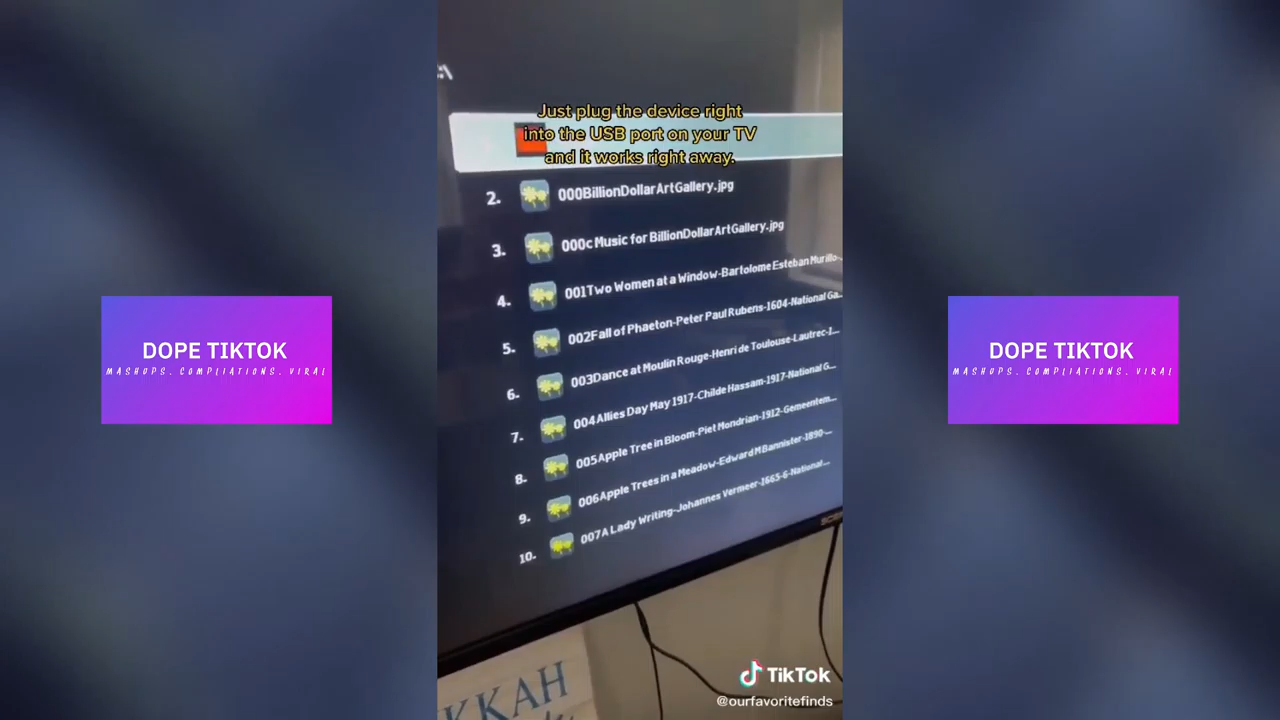 :\
Just plug the device right
into the USB port on your TV
and it works right away.
2. 000BillionDollarArtGallery.jpg
3. 000c Music for BillionDollarArtGallery.jpg
4. 001Two Women at a Window-Bartolome Esteban Murillo-..
5. 002Fall of Phaeton-Peter Paul Rubens-1604-National Ga...
6. 003Dance at Moulin Rouge-Henri de Toulouse-Lautrec-1...
7. 004Allies Day May 1917-Childe Hassam-1917-National G...
8. 005Apple Tree in Bloom-Piet Mondrian-1912-Gemeentem...
9. 006Apple Trees in a Meadow-Edward M Bannister-1890-...
10. 007A Lady Writing-Johannes Vermeer-1665-6-National...
DOPE TIKTOK
MASHUPS. COMPLIATIONS. VIRAL
DOPE TIKTOK
MASHUPS. COMPLIATIONS. VIRAL
KKAH
TikTok
@ourfavoritefinds